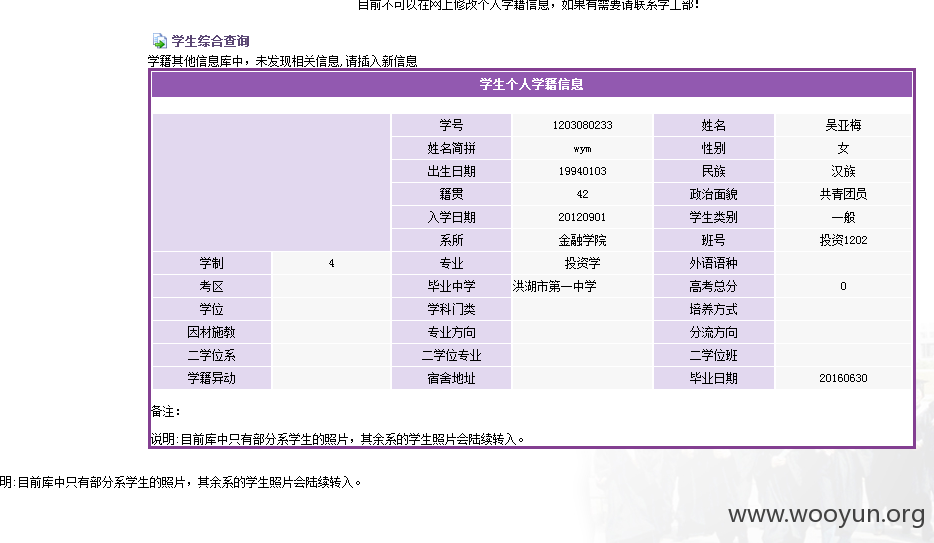 目前不可以在网上修改个人学籍信息，如果有需要请联系学工部！
学生综合查询
学籍其他信息库中，未发现相关信息,请插入新信息
学生个人学籍信息
学号 1203080233 姓名 吴亚梅
姓名简拼 wym 性别 女
出生日期 19940103 民族 汉族
籍贯 42 政治面貌 共青团员
入学日期 20120901 学生类别 一般
系所 金融学院 班号 投资1202
学制 4 专业 投资学 外语语种
考区 毕业中学 洪湖市第一中学 高考总分 0
学位 学科门类 培养方式
因材施教 专业方向 分流方向
二学位系 二学位专业 二学位班
学籍异动 宿舍地址 毕业日期 20160630
备注：
说明:目前库中只有部分系学生的照片，其余系的学生照片会陆续转入。
明:目前库中只有部分系学生的照片，其余系的学生照片会陆续转入。
www.wooyun.org